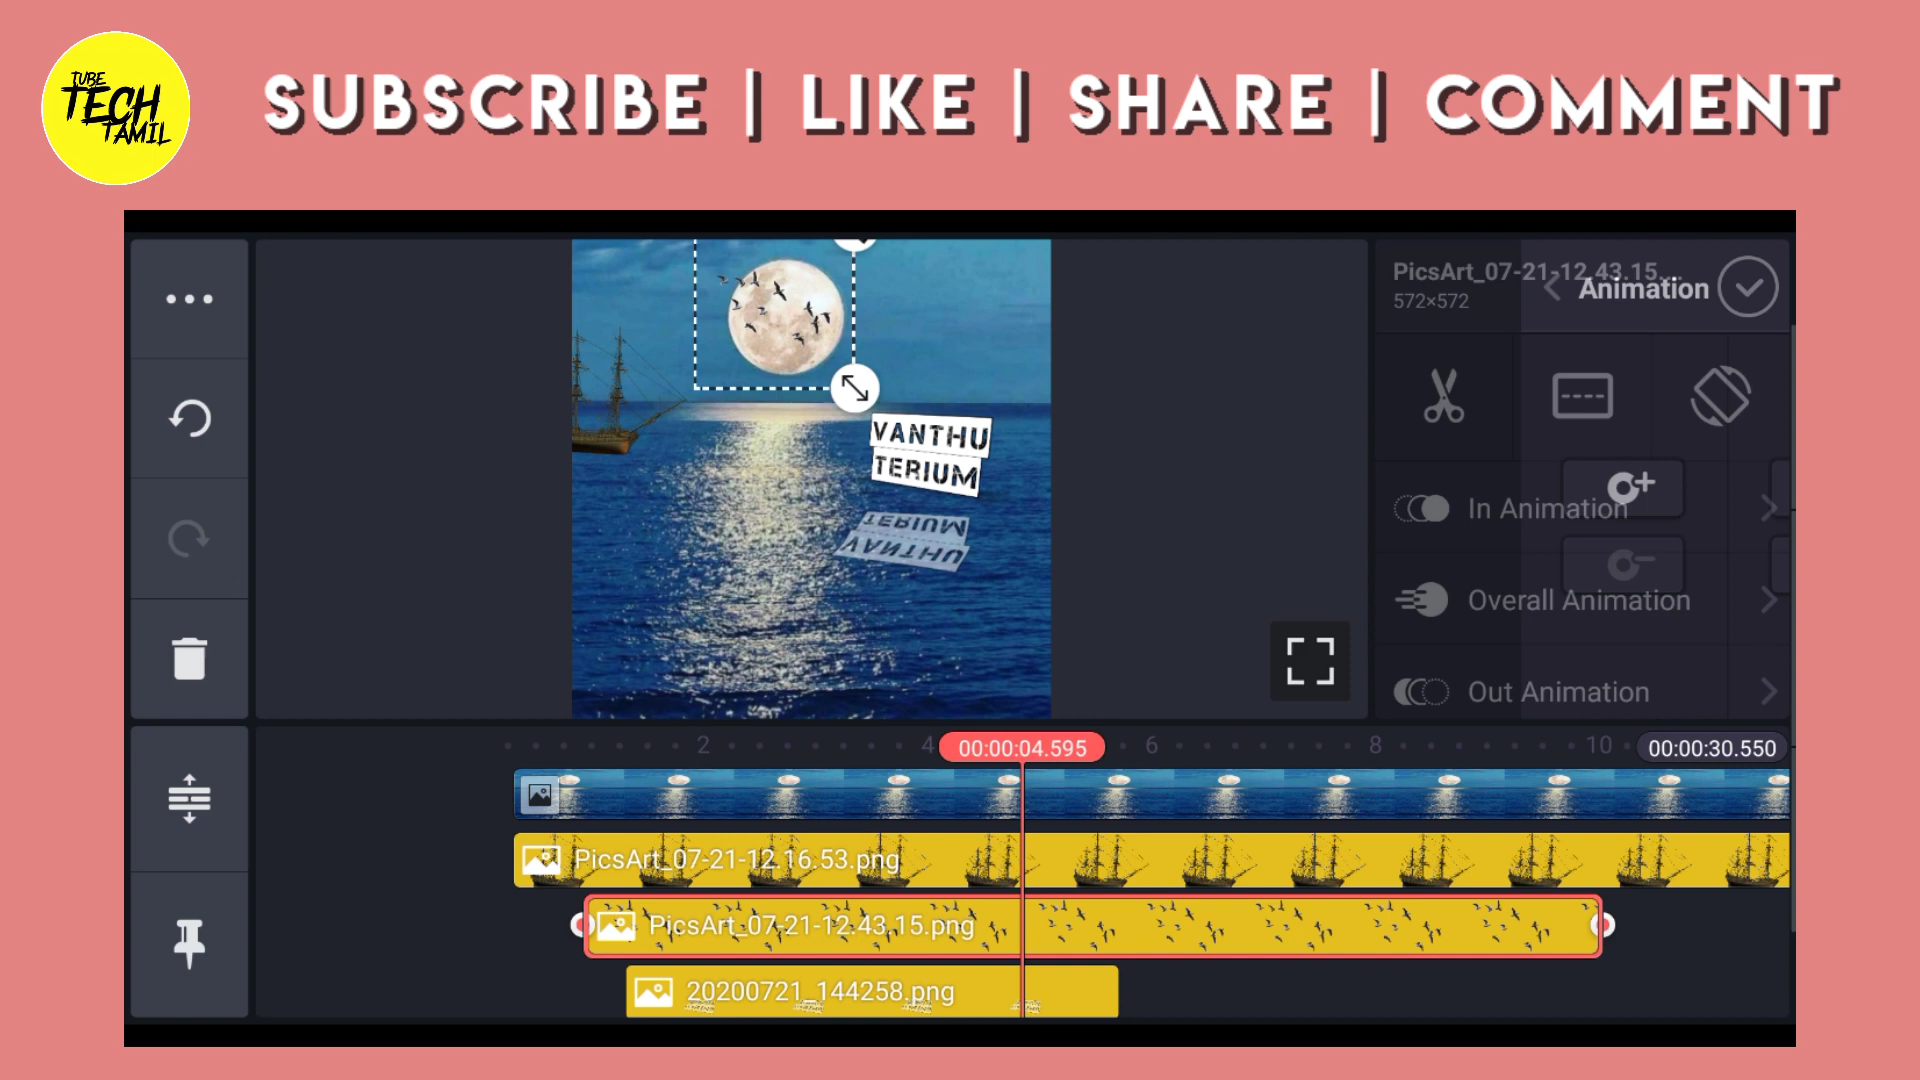 TUBE
TECH
TAMIL
SUBSCRIBE | LIKE | SHARE | COMMENT
PicsArt_07-21-12.43.15...
572×572
Animation
VANTHU
TERIUM
TERIUM
VANTHU
In Animation
Overall Animation
Out Animation
2
4
00:00:04.595
6
8
10
00:00:30.550
PicsArt_07-21-12.16.53.png
PicsArt_07-21-12.43.15.png
20200721_144258.png